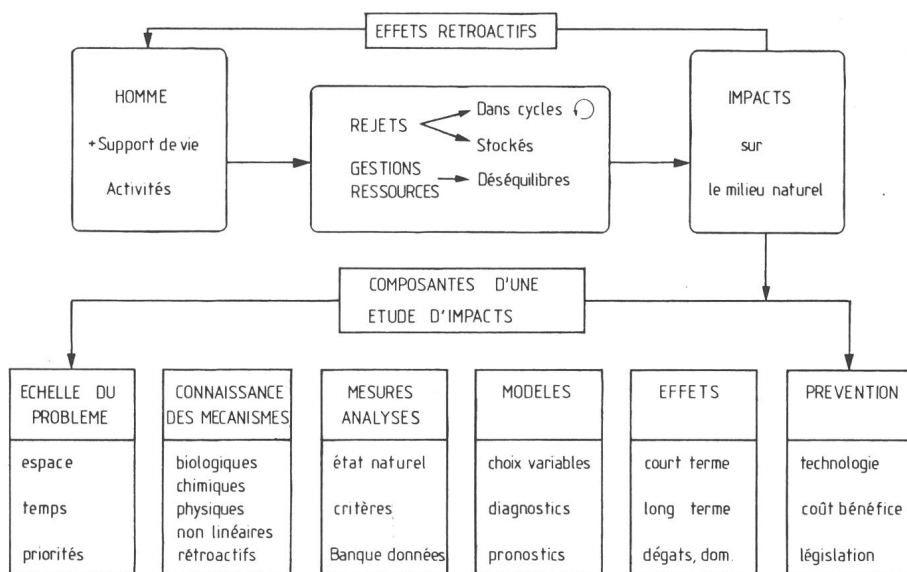 EFFETS RETROACTIFS
HOMME
+Support de vie
Activités
REJETS
Dans cycles
Stockés
GESTIONS
RESSOURCES
Déséquilibres
IMPACTS
sur
le milieu naturel
COMPOSANTES D'UNE
ETUDE D'IMPACTS
ECHELLE DU
PROBLEME
espace
temps
priorités
CONNAISSANCE
DES MECANISMES
biologiques
chimiques
physiques
non linéaires
rétroactifs
MESURES
ANALYSES
état naturel
critères
Banque données
MODELES
choix variables
diagnostics
pronostics
EFFETS
court terme
long terme
dégats, dom.
PREVENTION
technologie
coût bénéfice
législation